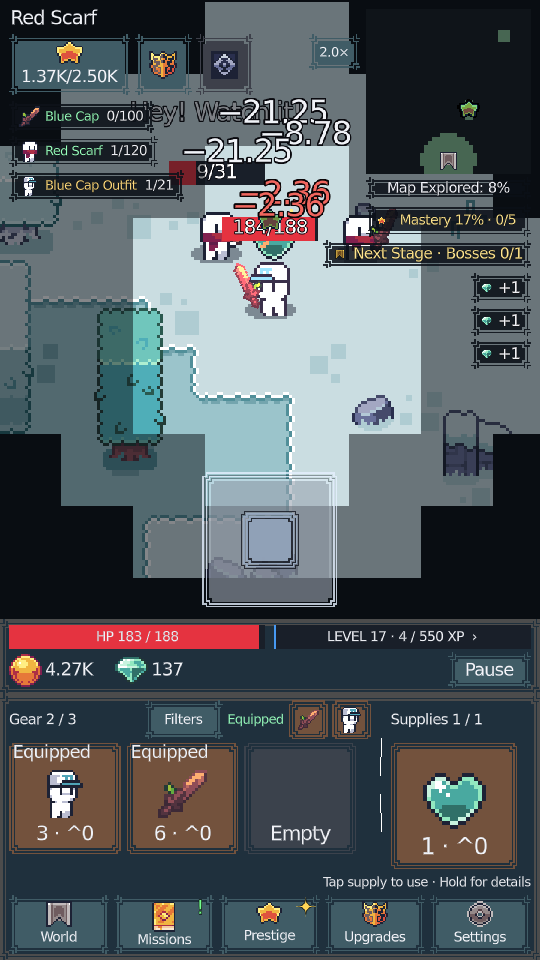 Red Scarf
1.37K/2.50K
2.0×
Blue Cap 0/100
Hey! Watch it
−21.25
−8.78
Red Scarf 1/120
−21.25
9/31
Blue Cap Outfit 1/21
Map Explored: 8%
−2.36
−2.36
Mastery 17% · 0/5
184/188
Next Stage · Bosses 0/1
+1
+1
+1
HP 183 / 188
LEVEL 17 · 4 / 550 XP ›
4.27K
137
Pause
Gear 2 / 3
Filters
Equipped
Supplies 1 / 1
Equipped
Equipped
3 · ^0
6 · ^0
Empty
1 · ^0
Tap supply to use · Hold for details
World
Missions
Prestige
Upgrades
Settings